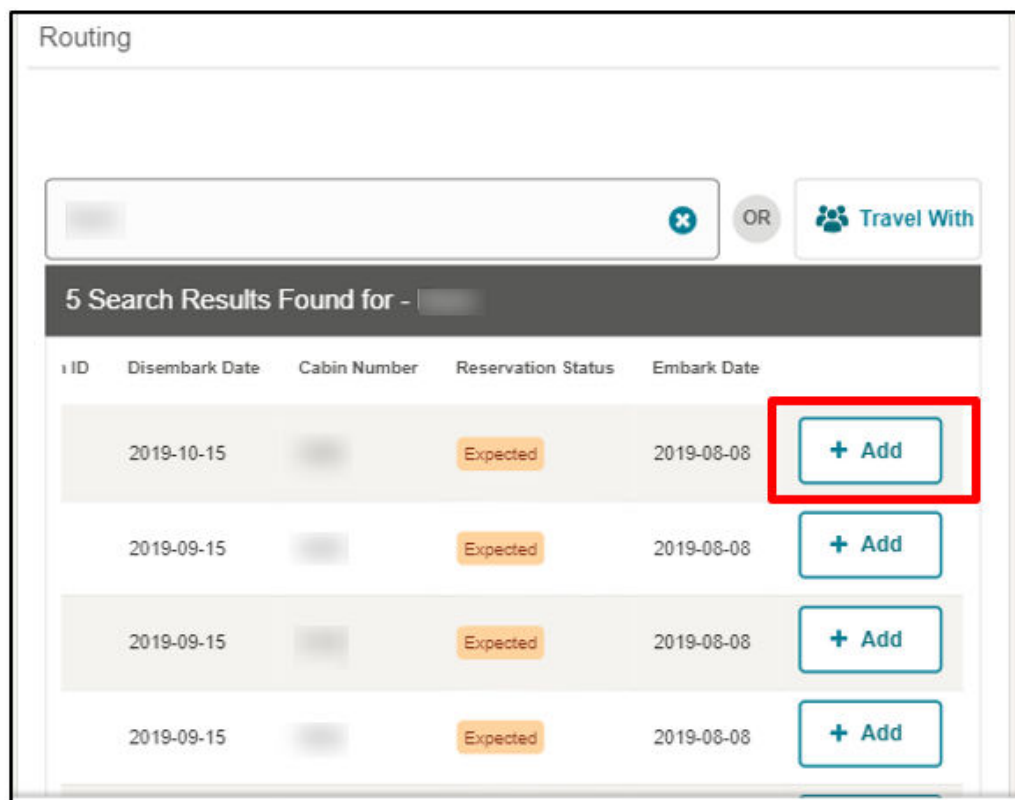 Routing
OR Travel With
5 Search Results Found for -
ID Disembark Date Cabin Number Reservation Status Embark Date
2019-10-15 Expected 2019-08-08 + Add
2019-09-15 Expected 2019-08-08 + Add
2019-09-15 Expected 2019-08-08 + Add
2019-09-15 Expected 2019-08-08 + Add